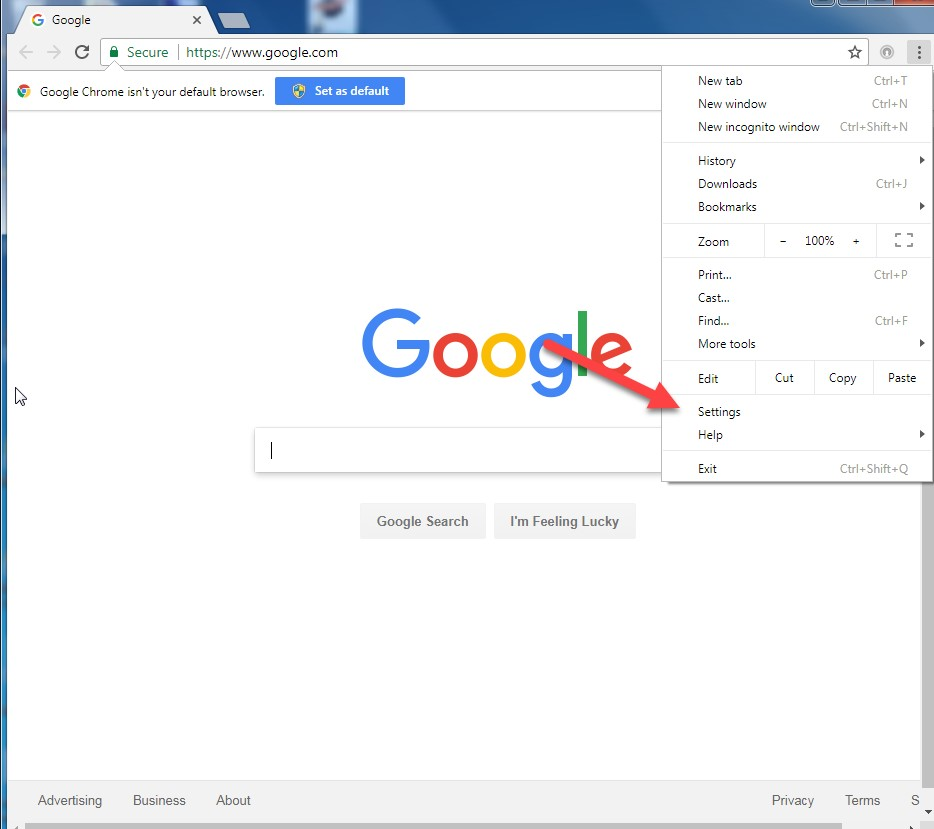 Google
Secure https://www.google.com
Google Chrome isn't your default browser. Set as default
New tab Ctrl+T
New window Ctrl+N
New incognito window Ctrl+Shift+N
History
Downloads Ctrl+J
Bookmarks
Zoom - 100% +
Print... Ctrl+P
Cast...
Find... Ctrl+F
More tools
Edit Cut Copy Paste
Settings
Help
Exit Ctrl+Shift+Q
Google
Google Search I'm Feeling Lucky
Advertising Business About Privacy Terms S